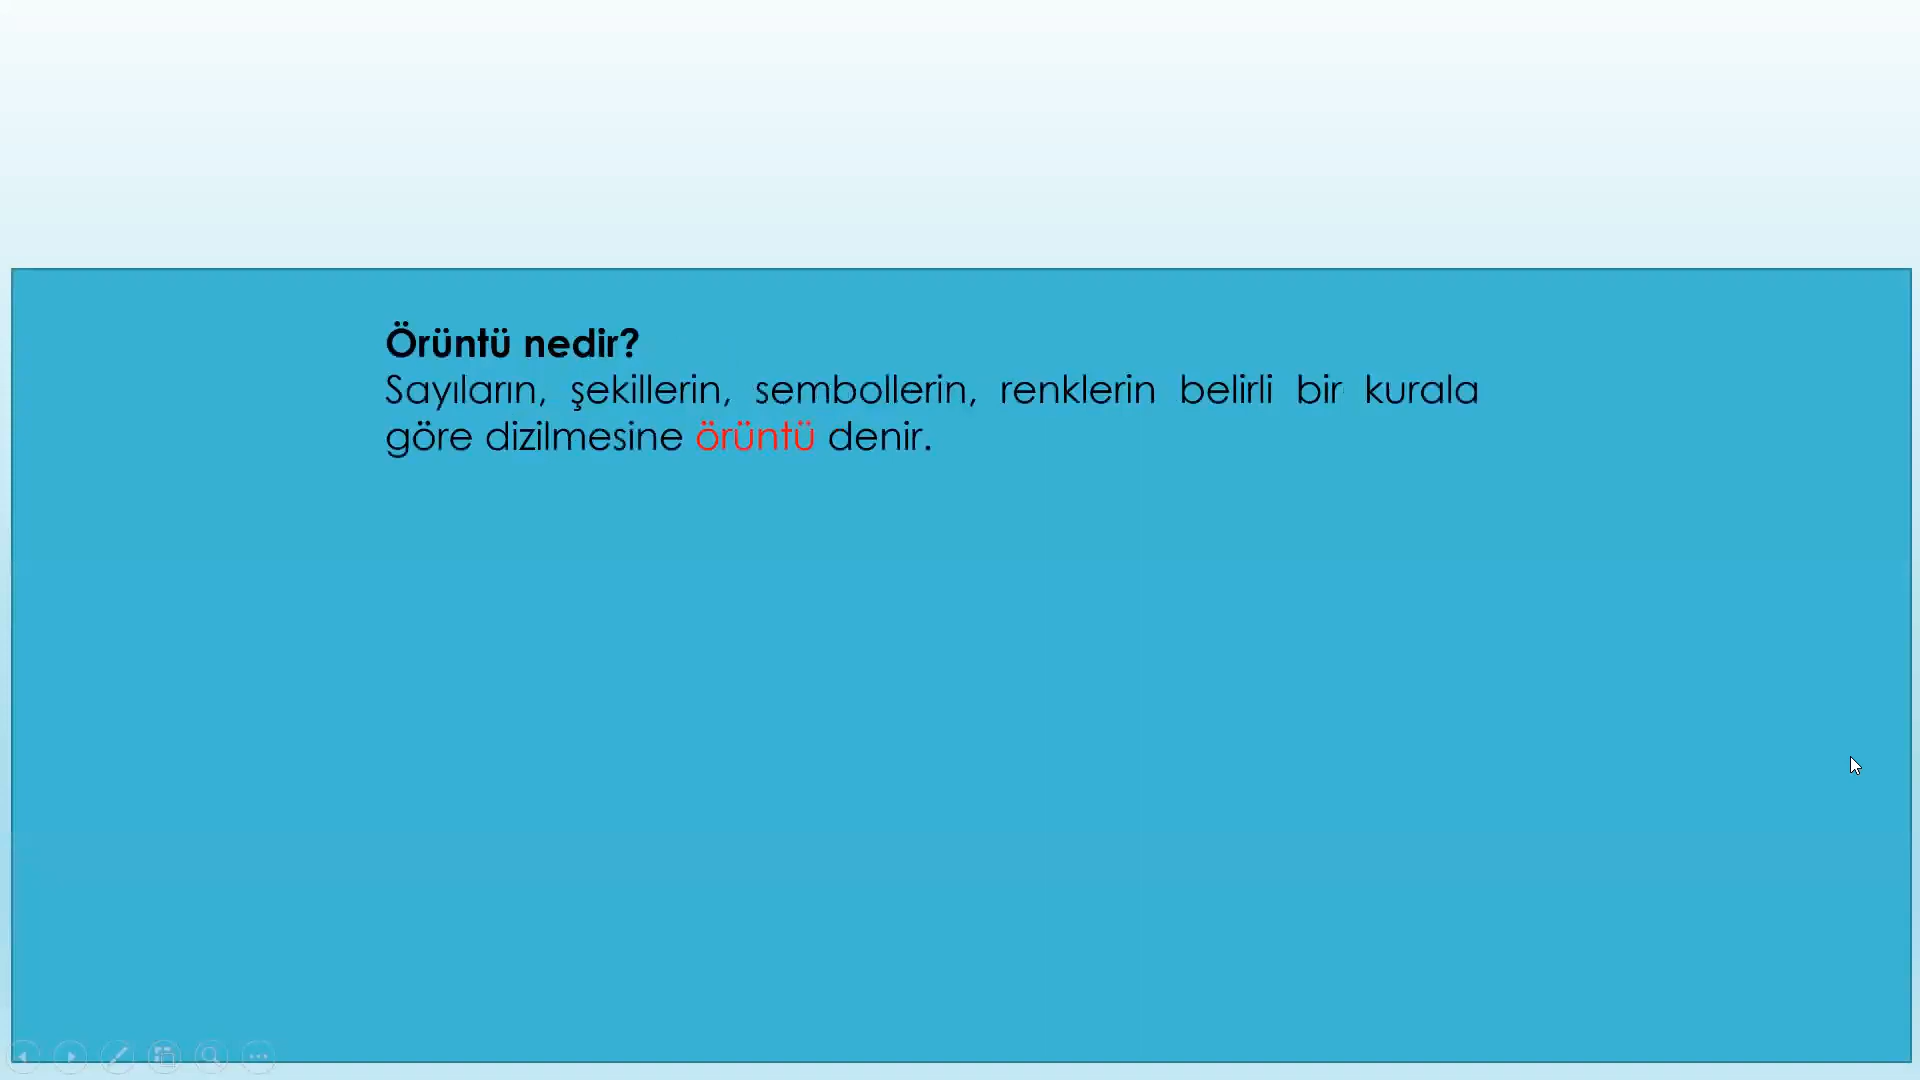 Örüntü nedir?
Sayıların, şekillerin, sembollerin, renklerin belirli bir kurala
göre dizilmesine örüntü denir.